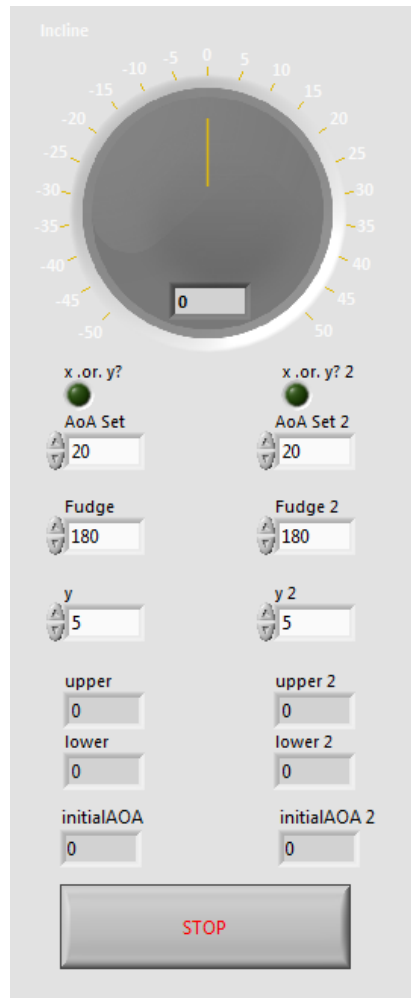 Incline
-50 -45 -40 -35 -30 -25 -20 -15 -10 -5 0 5 10 15 20 25 30 35 40 45 50
0
x .or. y? x .or. y? 2
AoA Set AoA Set 2
20 20
Fudge Fudge 2
180 180
y y 2
5 5
upper upper 2
0 0
lower lower 2
0 0
initialAOA initialAOA 2
0 0
STOP